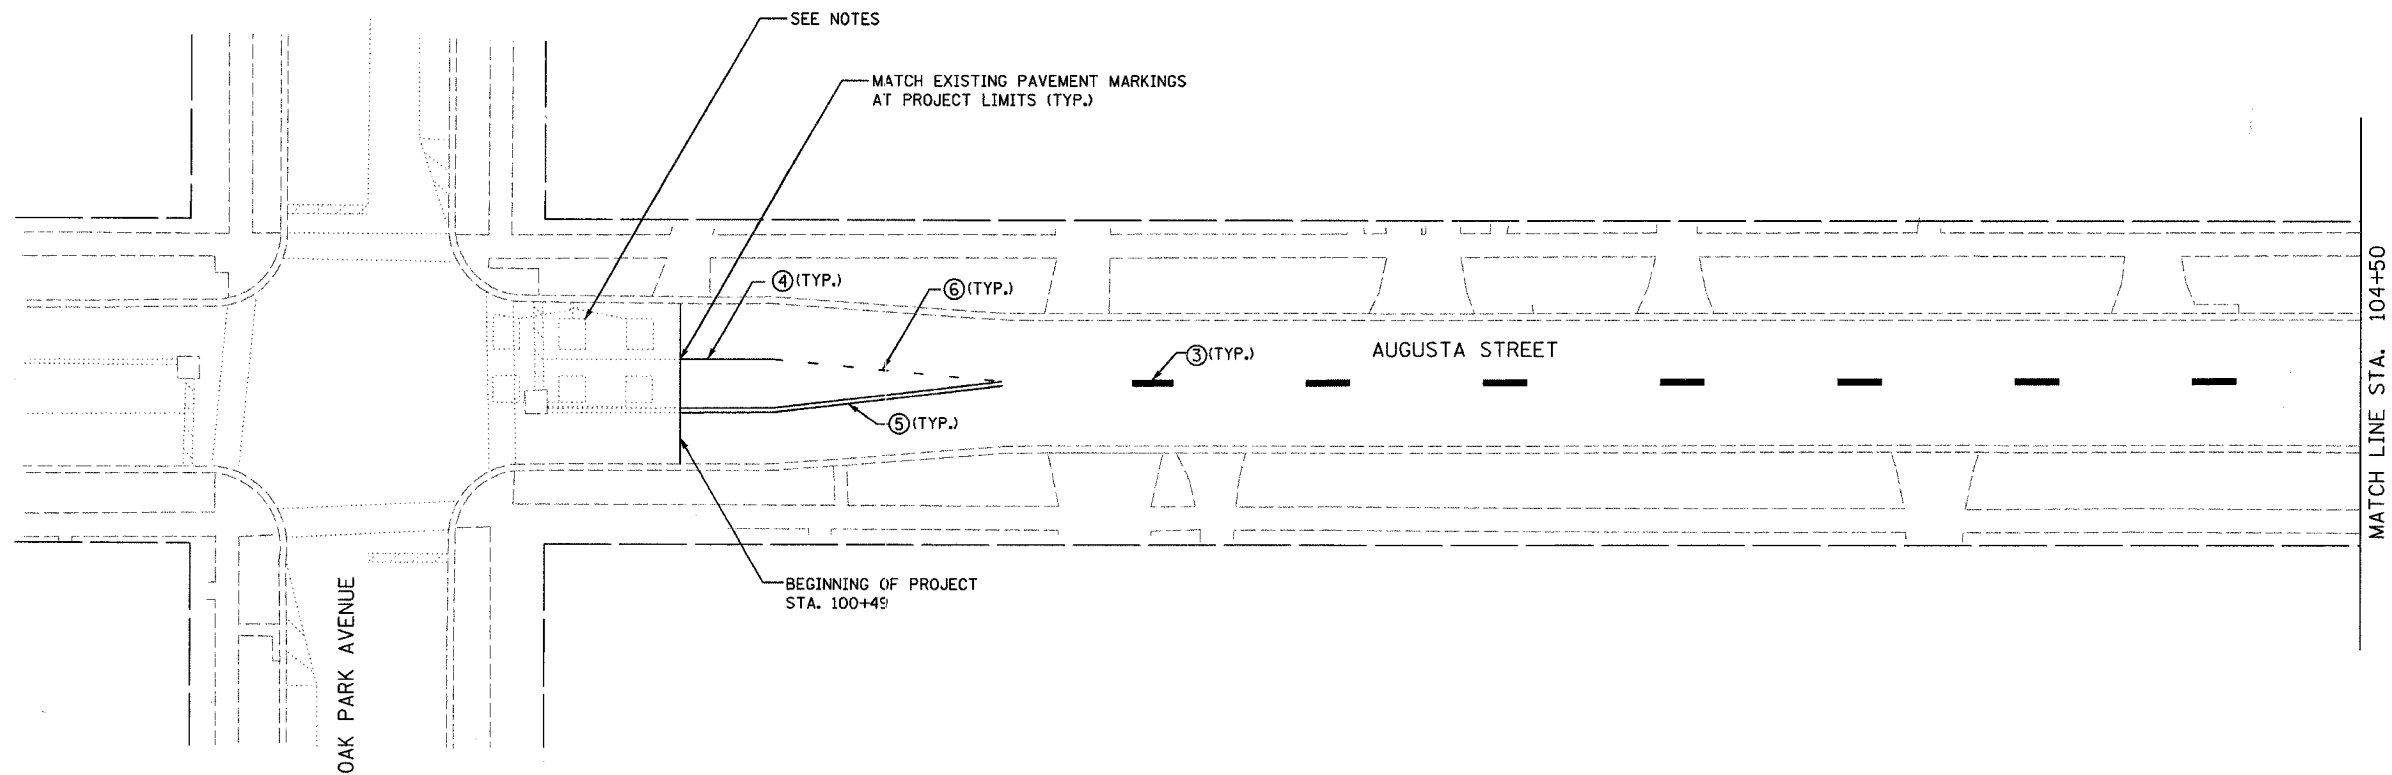 SEE NOTES
MATCH EXISTING PAVEMENT MARKINGS
AT PROJECT LIMITS (TYP.)
④(TYP.)
⑥(TYP.)
③(TYP.)
AUGUSTA STREET
⑤(TYP.)
BEGINNING OF PROJECT
STA. 100+49
OAK PARK AVENUE
MATCH LINE STA. 104+50